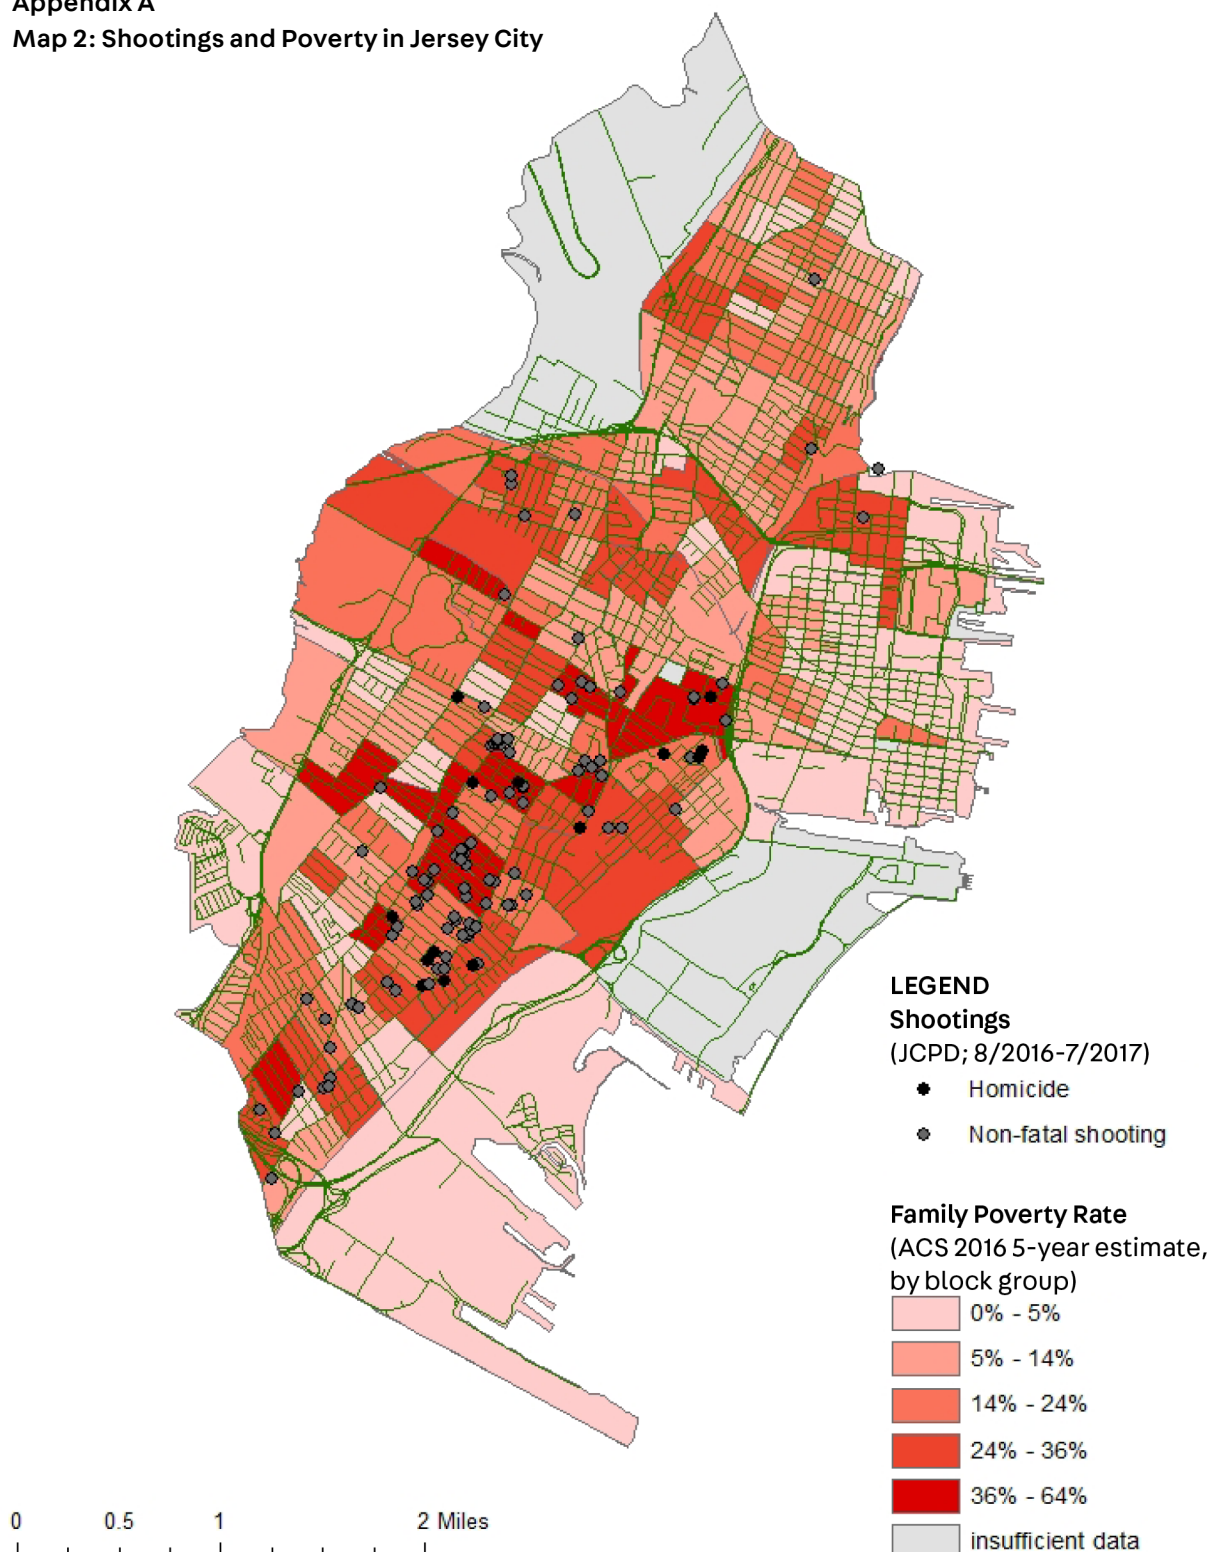 Appendix A
Map 2: Shootings and Poverty in Jersey City
LEGEND
Shootings
(JCPD; 8/2016-7/2017)
Homicide
Non-fatal shooting
Family Poverty Rate
(ACS 2016 5-year estimate,
by block group)
0% - 5%
5% - 14%
14% - 24%
24% - 36%
36% - 64%
insufficient data
0 0.5 1 2 Miles